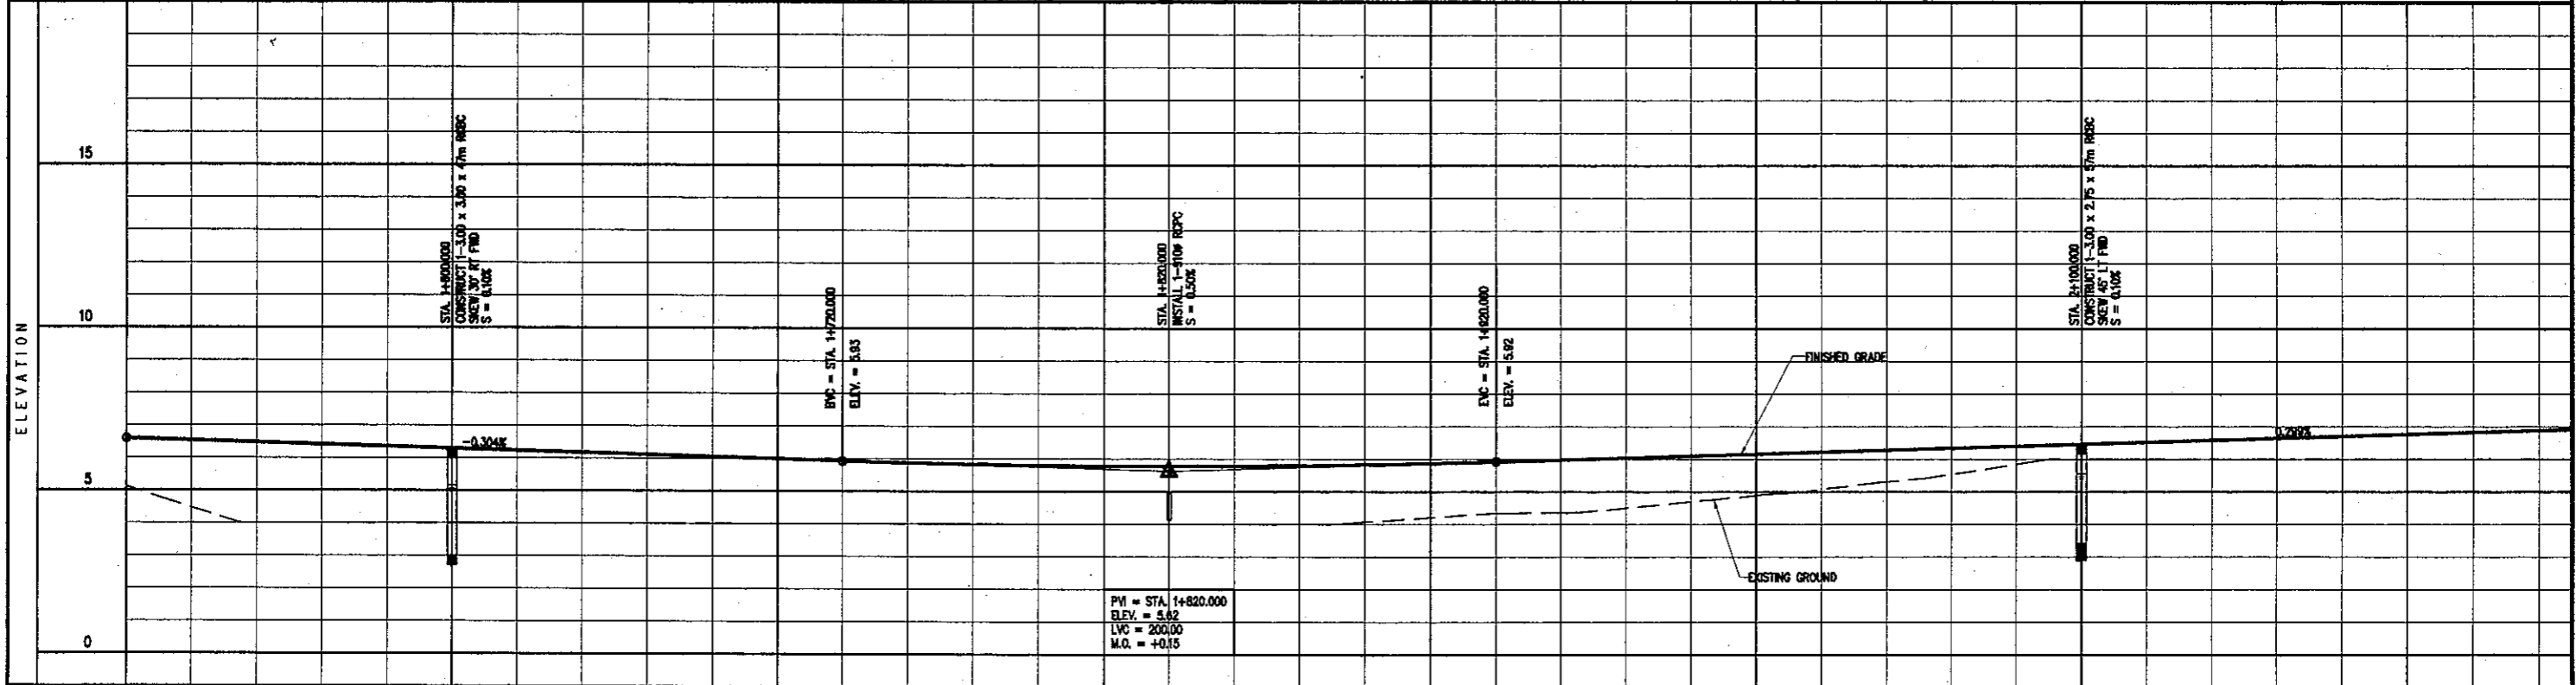 ELEVATION
15
10
5
0
STA. 1+600.000
CONSTRUCT 1-3.00 x 3.00 x 47m RCBC
SKEW 30° RT FWD
S = 0.10%
-0.304%
BVC = STA. 1+720.000
ELEV. = 5.93
STA. 1+820.000
INSTALL 1-910ø RCPC
S = 0.50%
PVI = STA. 1+820.000
ELEV. = 5.62
LVC = 200.00
M.O. = +0.15
EVC = STA. 1+920.000
ELEV. = 5.92
FINISHED GRADE
EXISTING GROUND
STA. 2+100.000
CONSTRUCT 1-3.00 x 2.75 x 57m RCBC
SKEW 45° LT FWD
S = 0.10%
0.299%